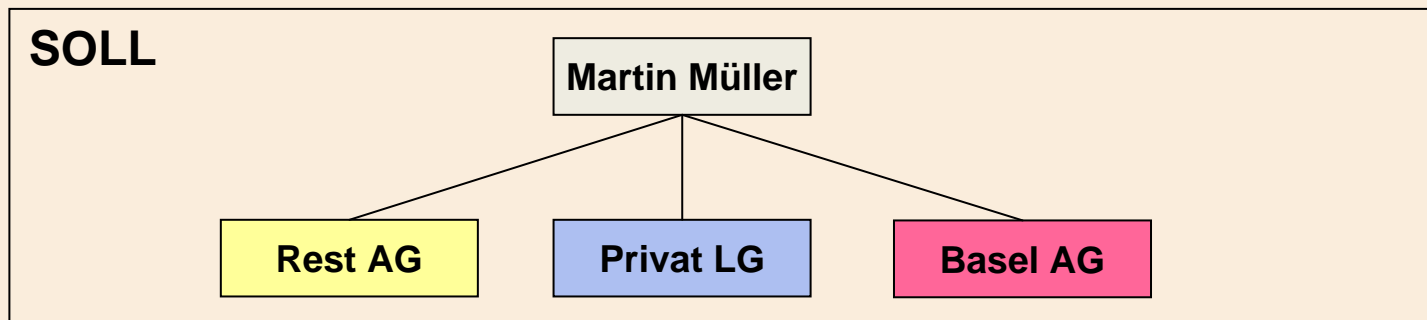 SOLL
Martin Müller
Rest AG
Privat LG
Basel AG